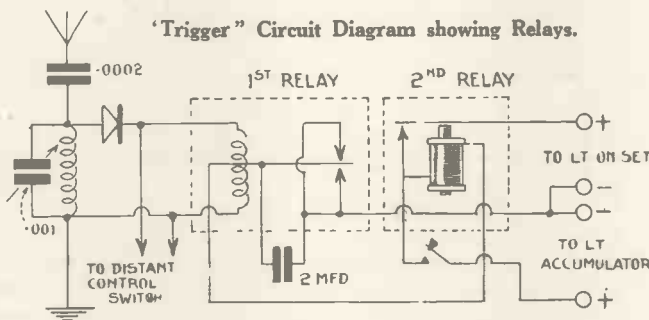 'Trigger" Circuit Diagram showing Relays.
·0002
1ST RELAY
2ND RELAY
+
TO LT ON SET
−
−
·001
TO DISTANT
CONTROL
SWITCH
2 MFD
TO LT
ACCUMULATOR
+